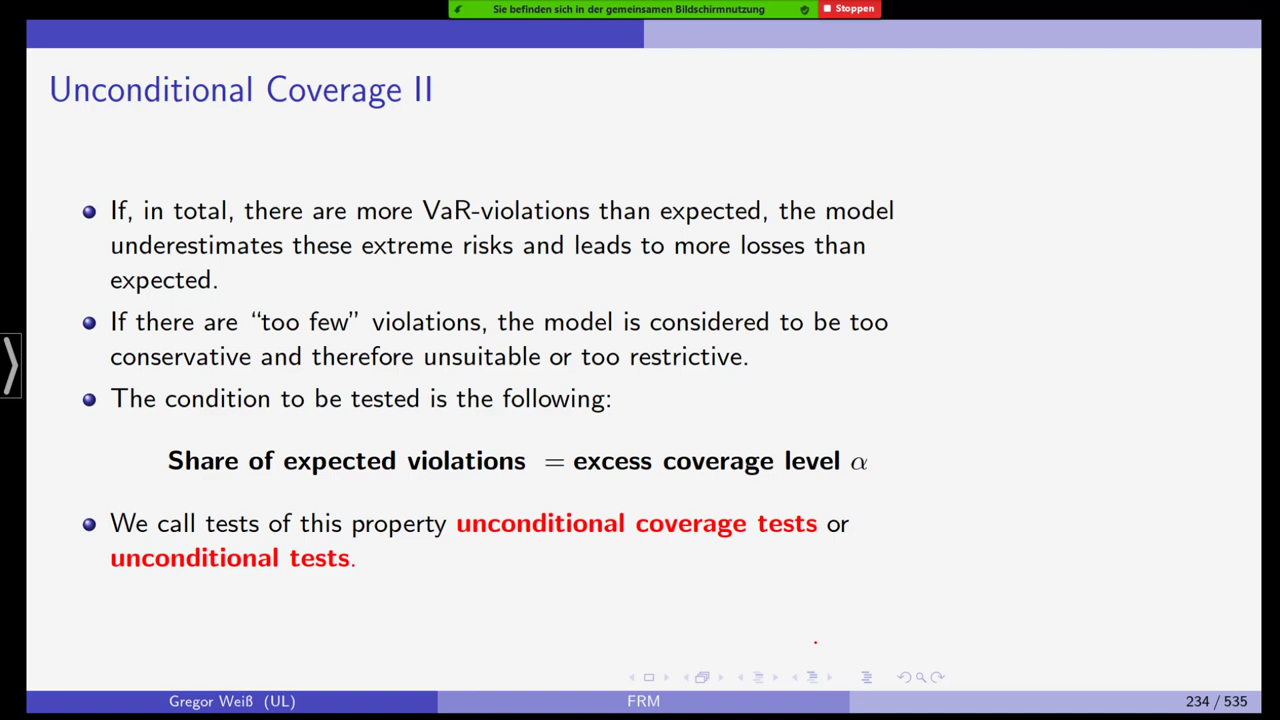 Sie befinden sich in der gemeinsamen Bildschirmnutzung
Stoppen
Unconditional Coverage II
If, in total, there are more VaR-violations than expected, the model
underestimates these extreme risks and leads to more losses than
expected.
If there are “too few” violations, the model is considered to be too
conservative and therefore unsuitable or too restrictive.
The condition to be tested is the following:
Share of expected violations = excess coverage level α
We call tests of this property unconditional coverage tests or
unconditional tests.
Gregor Weiß (UL)
FRM
234 / 535